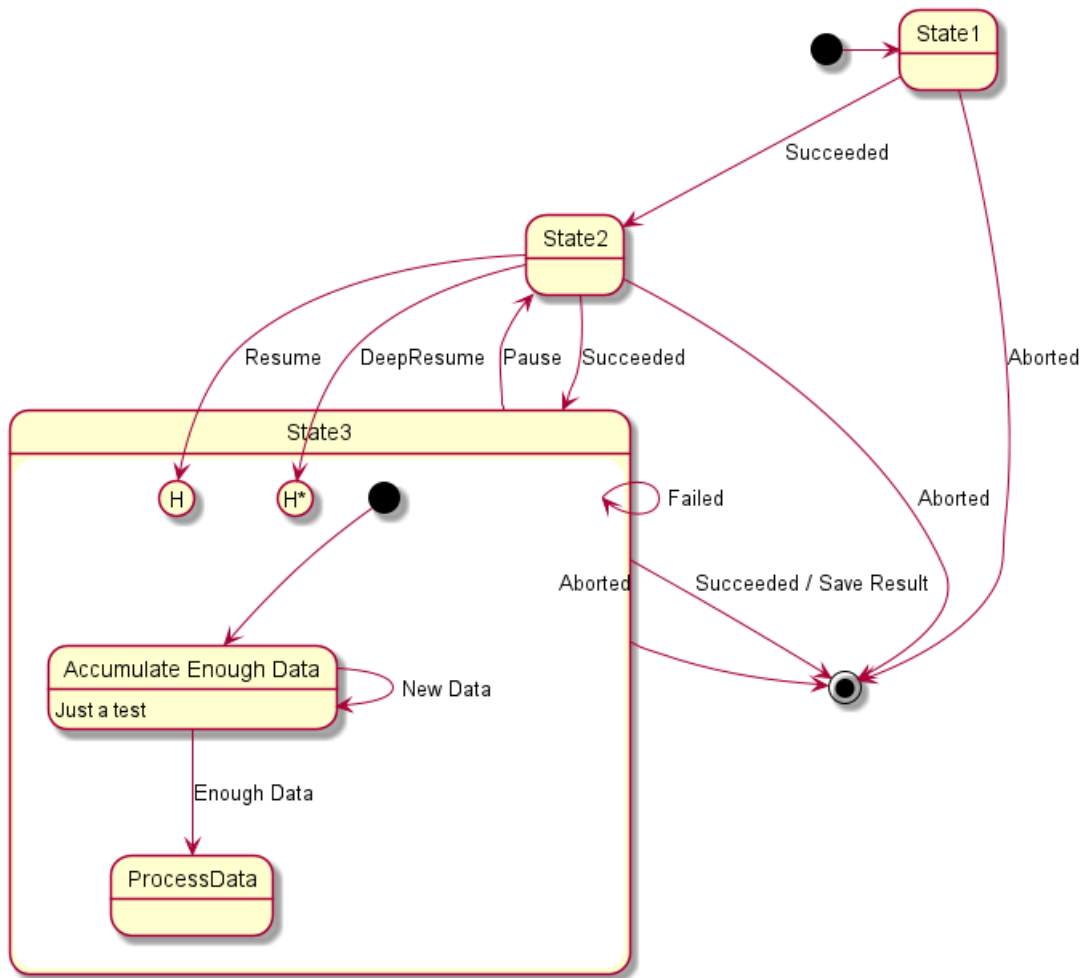 State1
Succeeded
State2
Resume
DeepResume
Pause
Succeeded
Aborted
State3
H
H*
Failed
Aborted
Aborted
Succeeded / Save Result
Accumulate Enough Data
New Data
Just a test
Enough Data
ProcessData